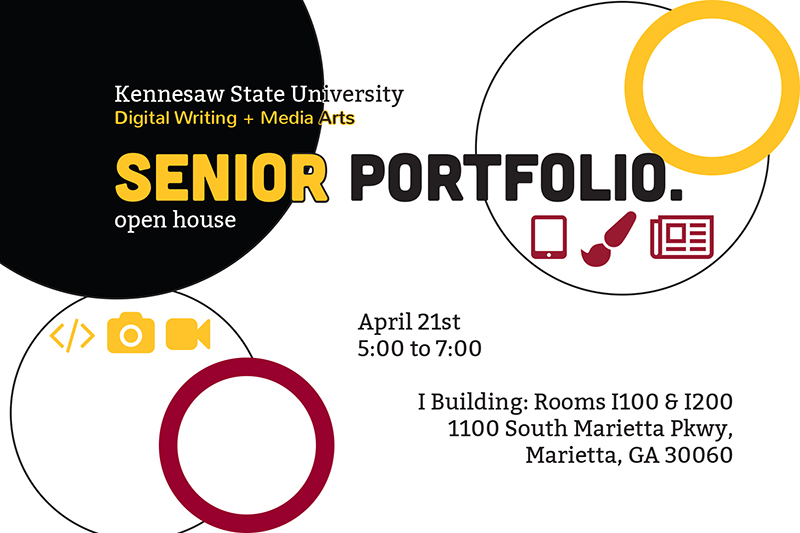 Kennesaw State University
Digital Writing + Media Arts
SENIOR PORTFOLIO.
open house
April 21st
5:00 to 7:00
I Building: Rooms I100 & I200
1100 South Marietta Pkwy,
Marietta, GA 30060